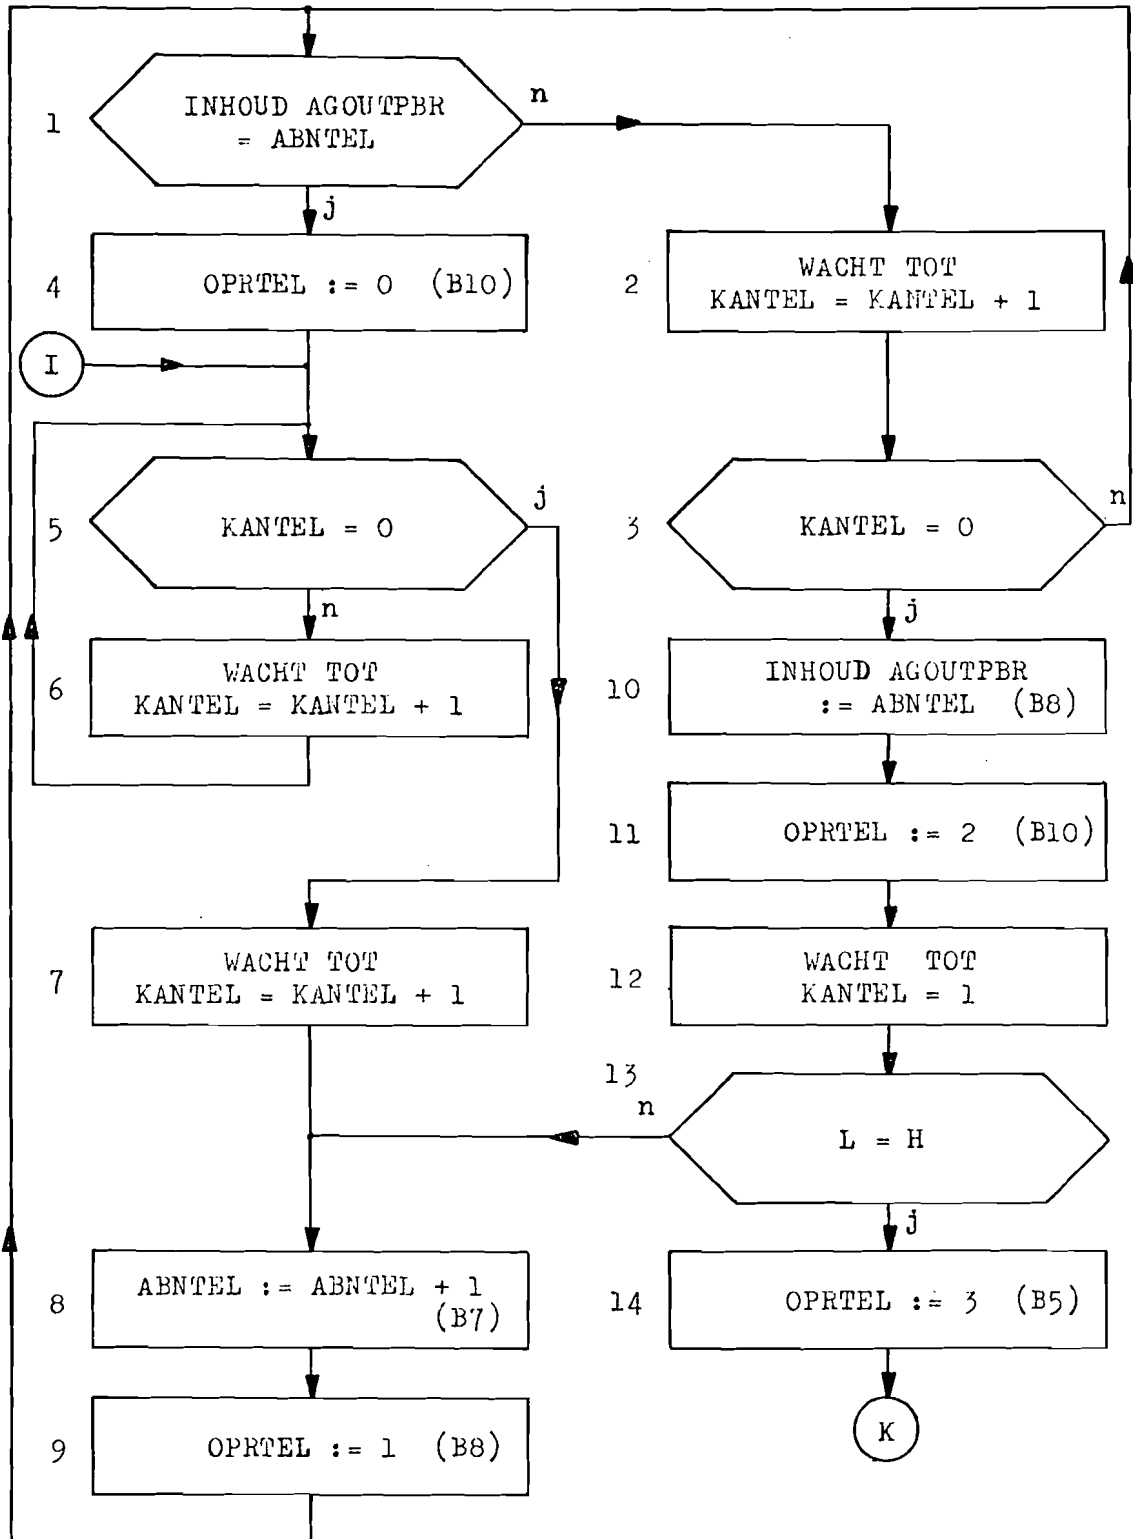 n
1
INHOUD AGOUTPBR
= ABNTEL
j
4
OPRTEL := 0 (B10)
2
WACHT TOT
KANTEL = KANTEL + 1
I
5
KANTEL = 0
j
3
KANTEL = 0
n
n
j
6
WACHT TOT
KANTEL = KANTEL + 1
10
INHOUD AGOUTPBR
:= ABNTEL (B8)
11
OPRTEL := 2 (B10)
7
WACHT TOT
KANTEL = KANTEL + 1
12
WACHT TOT
KANTEL = 1
13
n
L = H
j
8
ABNTEL := ABNTEL + 1
(B7)
14
OPRTEL := 3 (B5)
9
OPRTEL := 1 (B8)
K